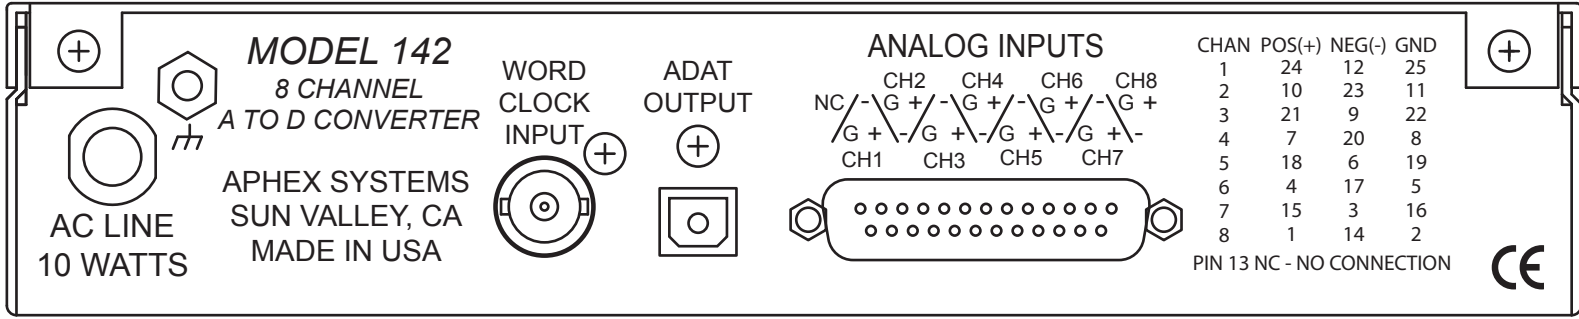 MODEL 142
8 CHANNEL
A TO D CONVERTER
APHEX SYSTEMS
SUN VALLEY, CA
MADE IN USA
AC LINE
10 WATTS
WORD
CLOCK
INPUT
ADAT
OUTPUT
ANALOG INPUTS
CH2 CH4 CH6 CH8
NC/-\G +/-\G +/-\G +/-\G +
/G +\-/G +\-/G +\-/G +\-
CH1 CH3 CH5 CH7
CHAN POS(+) NEG(-) GND
1 24 12 25
2 10 23 11
3 21 9 22
4 7 20 8
5 18 6 19
6 4 17 5
7 15 3 16
8 1 14 2
PIN 13 NC - NO CONNECTION
CE